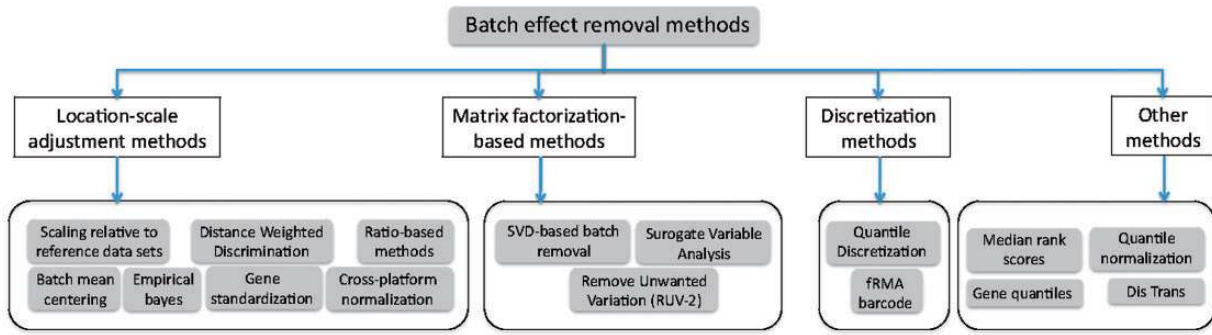 Batch effect removal methods
Location-scale
adjustment methods
Matrix factorization-
based methods
Discretization
methods
Other
methods
Scaling relative to
reference data sets
Distance Weighted
Discrimination
Ratio-based
methods
Batch mean
centering
Empirical
bayes
Gene
standardization
Cross-platform
normalization
SVD-based batch
removal
Surogate Variable
Analysis
Remove Unwanted
Variation (RUV-2)
Quantile
Discretization
fRMA
barcode
Median rank
scores
Quantile
normalization
Gene quantiles
Dis Trans